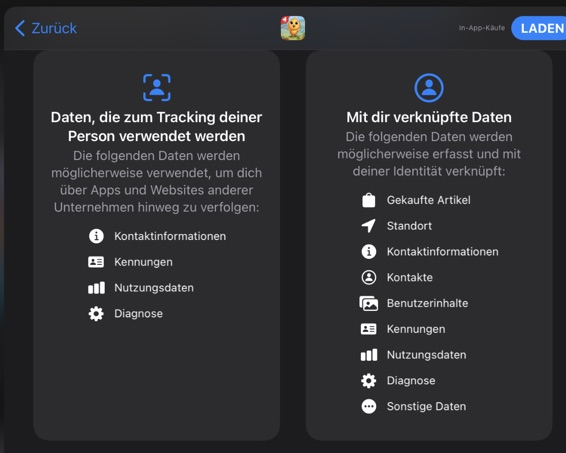 Zurück
In-App-Käufe
LADEN
Daten, die zum Tracking deiner
Person verwendet werden
Die folgenden Daten werden
möglicherweise verwendet, um dich
über Apps und Websites anderer
Unternehmen hinweg zu verfolgen:
Kontaktinformationen
Kennungen
Nutzungsdaten
Diagnose
Mit dir verknüpfte Daten
Die folgenden Daten werden
möglicherweise erfasst und mit
deiner Identität verknüpft:
Gekaufte Artikel
Standort
Kontaktinformationen
Kontakte
Benutzerinhalte
Kennungen
Nutzungsdaten
Diagnose
Sonstige Daten